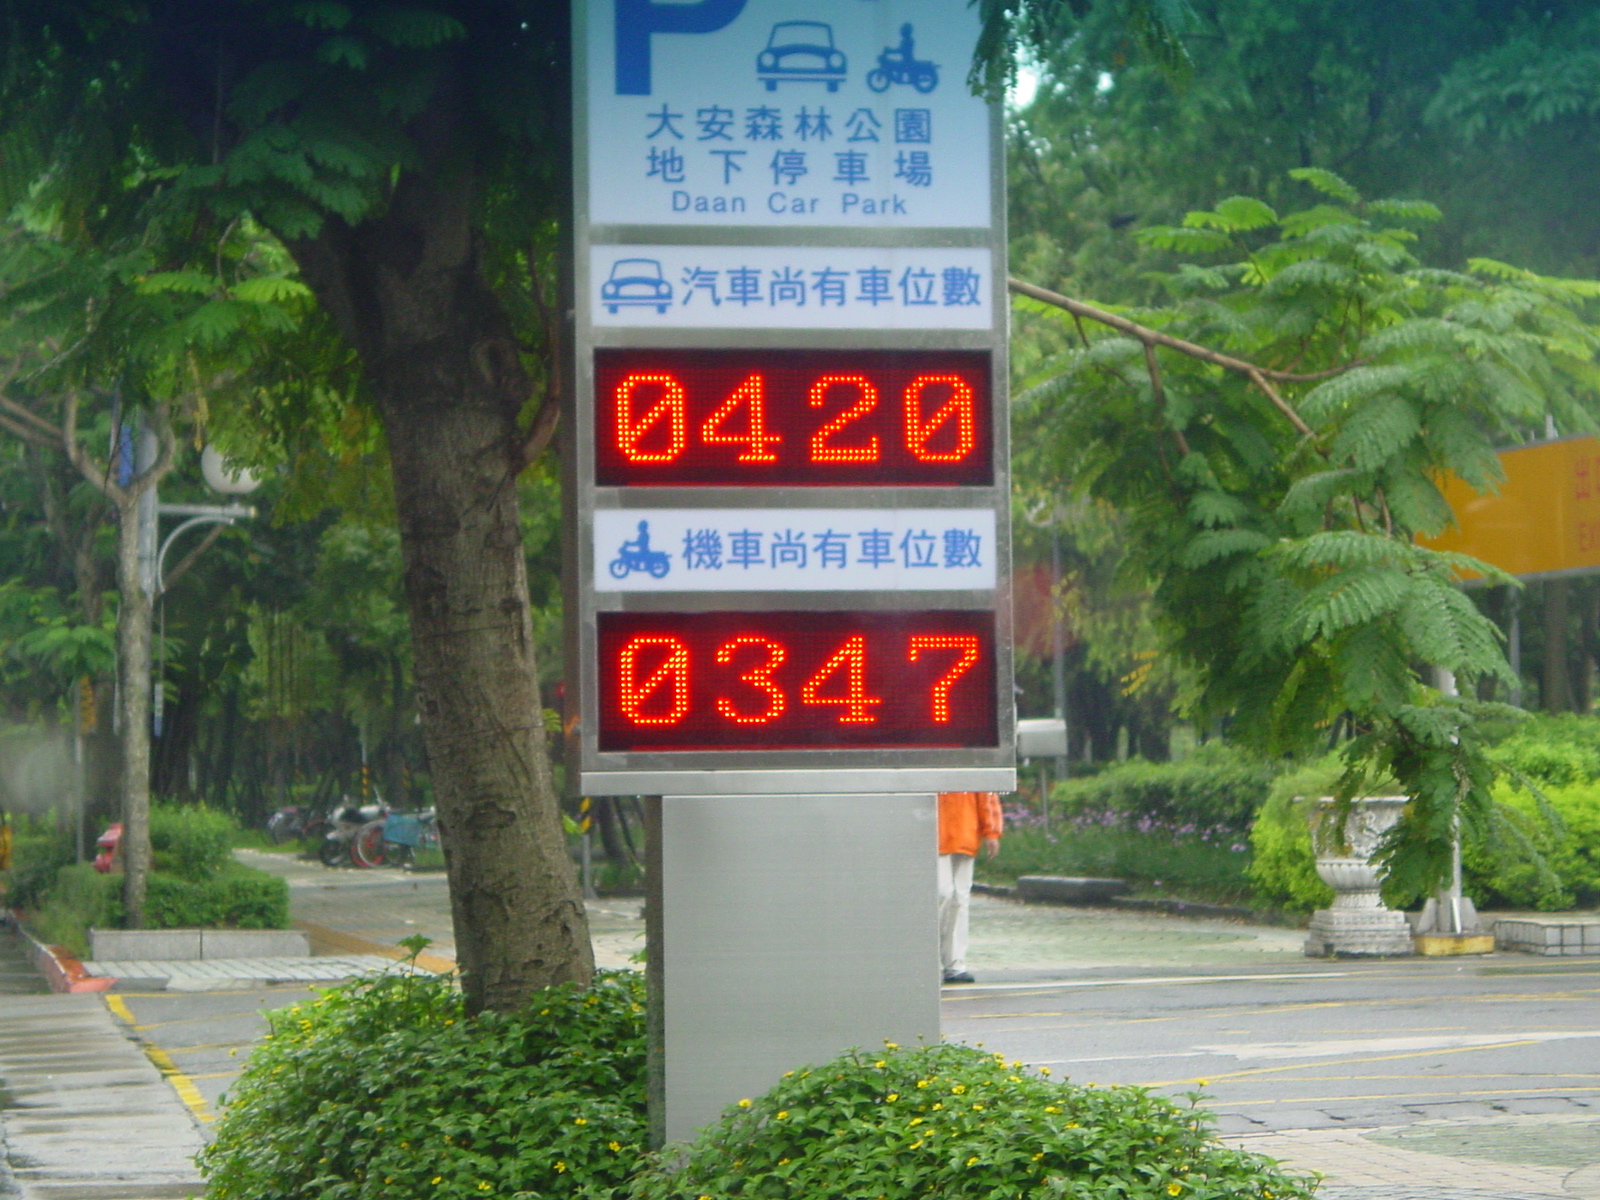 P
大安森林公園
地下停車場
Daan Car Park
汽車尚有車位數
0420
機車尚有車位數
0347
出